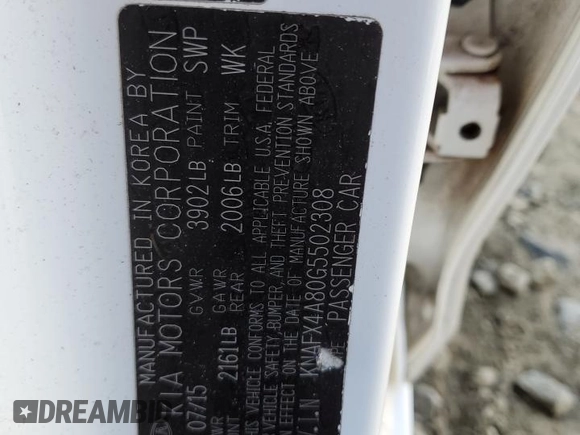 MANUFACTURED IN KOREA BY
KIA MOTORS CORPORATION
07/15 GVWR 3902LB PAINT SWP
GAWR
2161LB REAR 2006LB TRIM WK
THIS VEHICLE CONFORMS TO ALL APPLICABLE U.S.A. FEDERAL
VEHICLE SAFETY, BUMPER, AND THEFT PREVENTION STANDARDS
IN EFFECT ON THE DATE OF MANUFACTURE SHOWN ABOVE
V.I.N. KNAFX4A80G5502308
PASSENGER CAR
DREAMBID